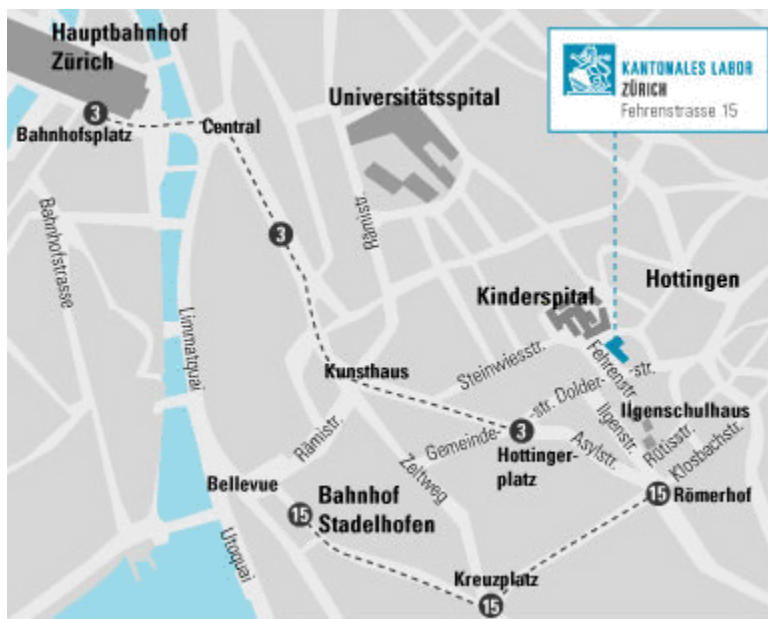 Hauptbahnhof
Zürich
3
Bahnhofsplatz
Central
Universitätsspital
KANTONALES LABOR
ZÜRICH
Fehrenstrasse 15
Bahnhofstrasse
Limmatquai
3
Rämistr.
Kinderspital
Hottingen
Kunsthaus
Steinwiesstr.
Fehrenstr.
Gemeinde-
-str.
Dolder-
-str.
Ilgenstr.
Ilgenschulhaus
Rütisstr.
Klosbachstr.
Asylstr.
3
Hottinger-
platz
Rämistr.
Zeltweg
Bellevue
Bahnhof
Stadelhofen
15
15
Römerhof
Utoquai
Kreuzplatz
15